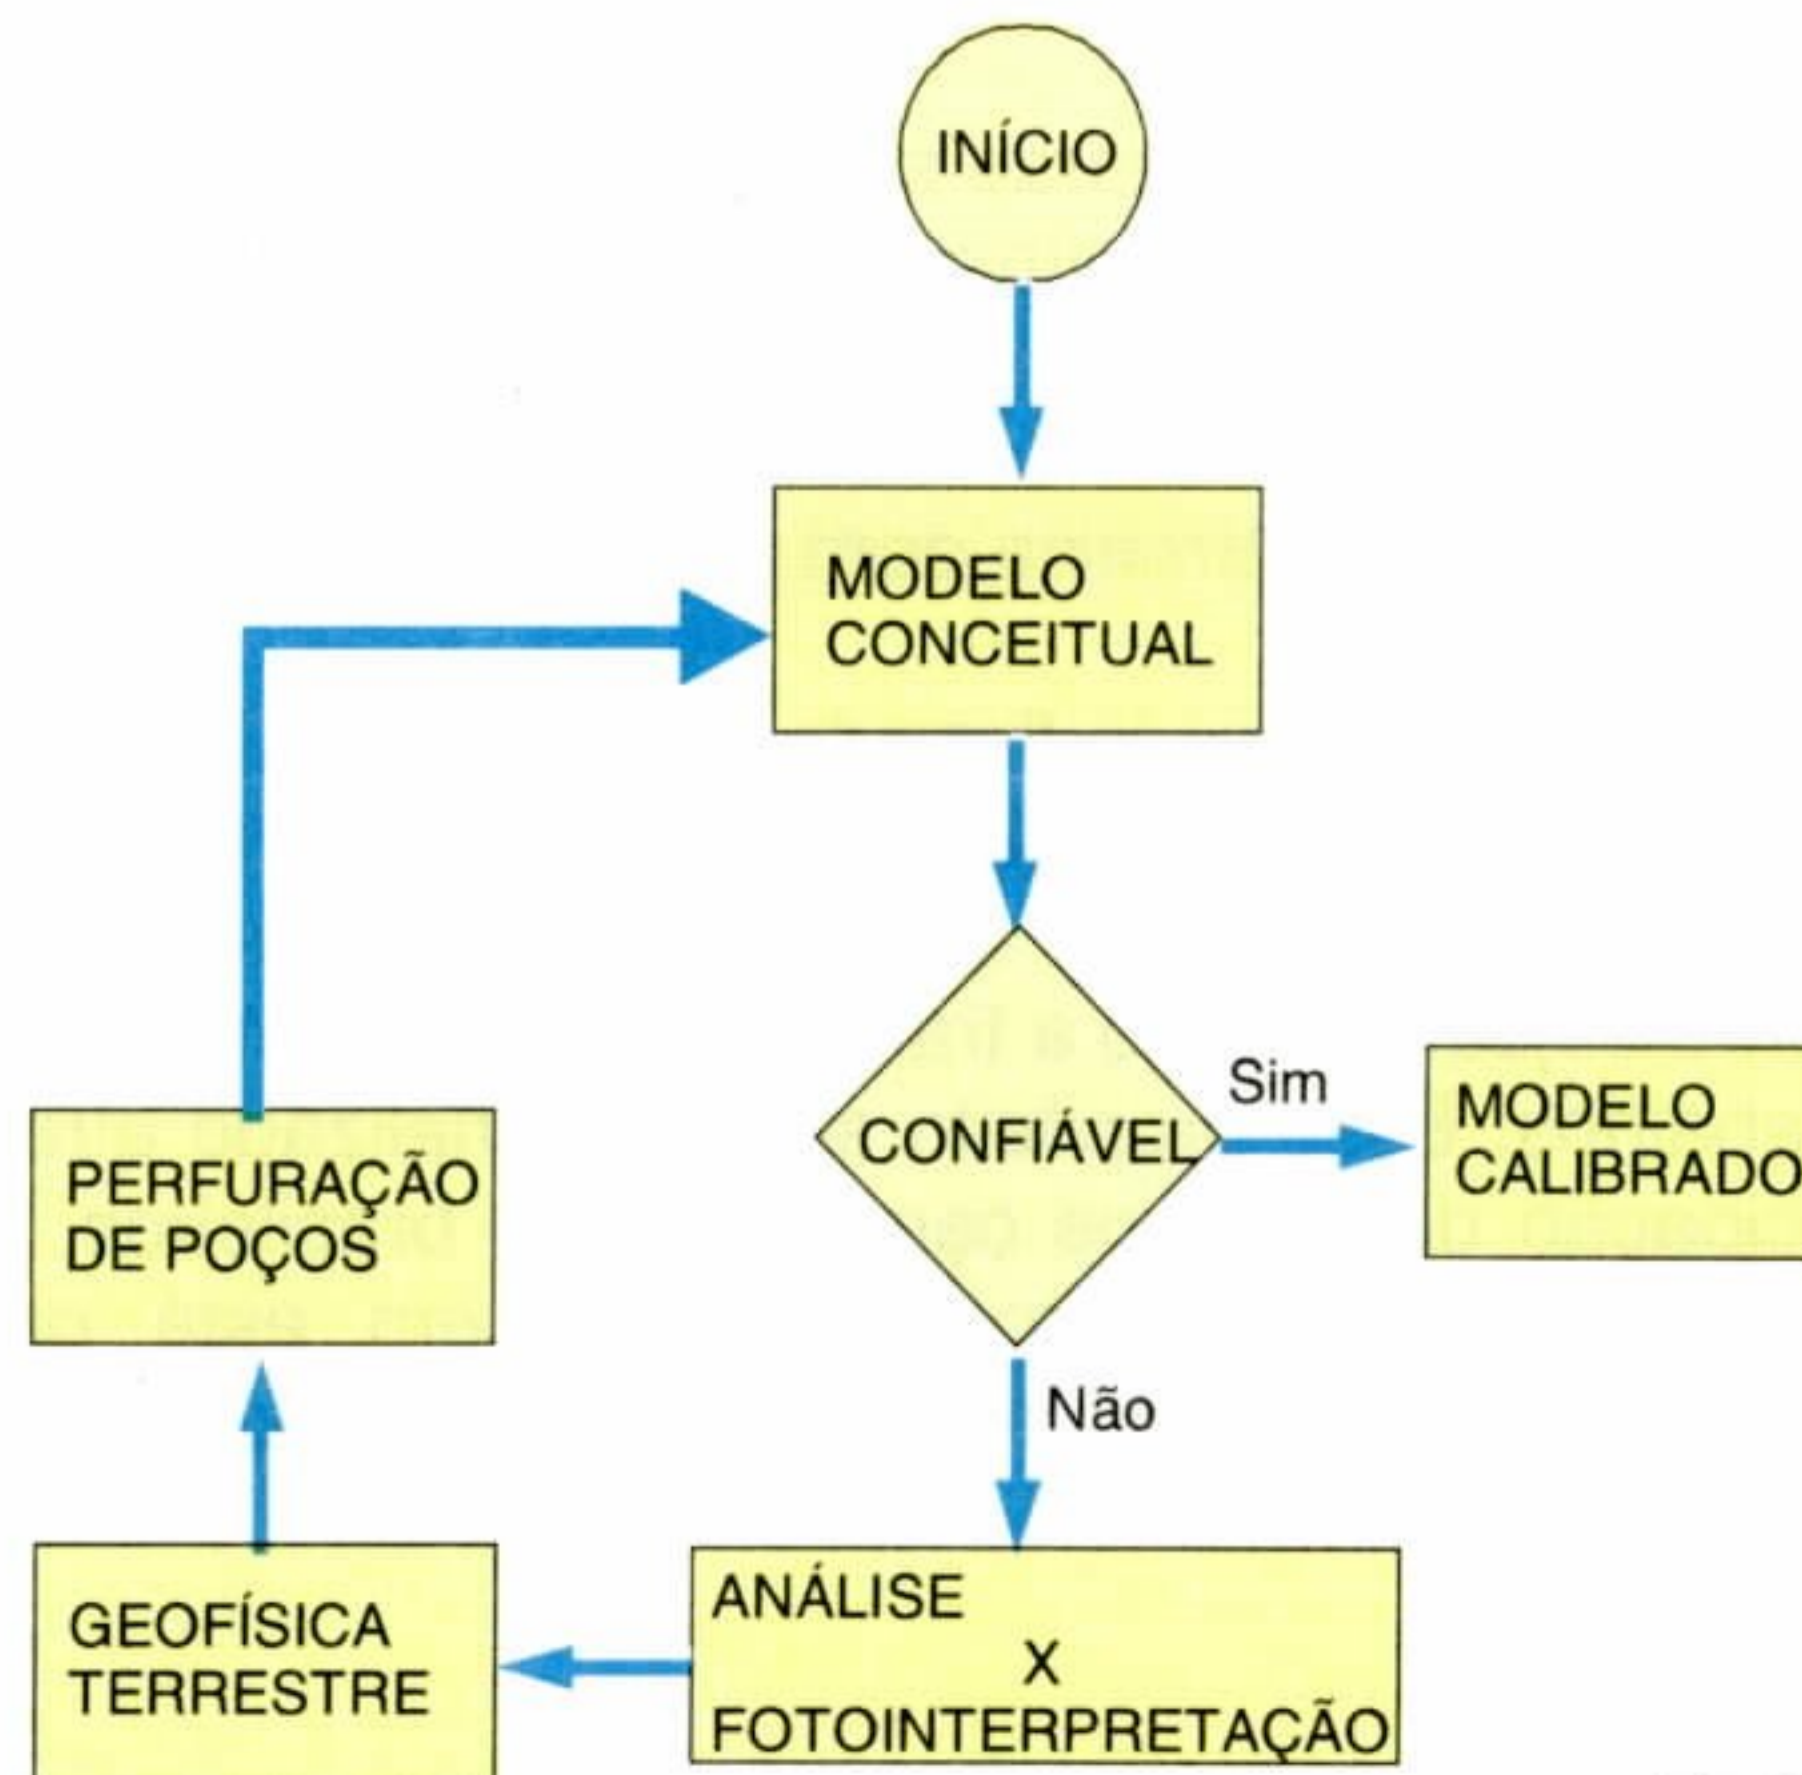 INÍCIO
MODELO
CONCEITUAL
CONFIÁVEL
Sim
MODELO
CALIBRADO
Não
PERFURAÇÃO
DE POÇOS
GEOFÍSICA
TERRESTRE
ANÁLISE
X
FOTOINTERPRETAÇÃO